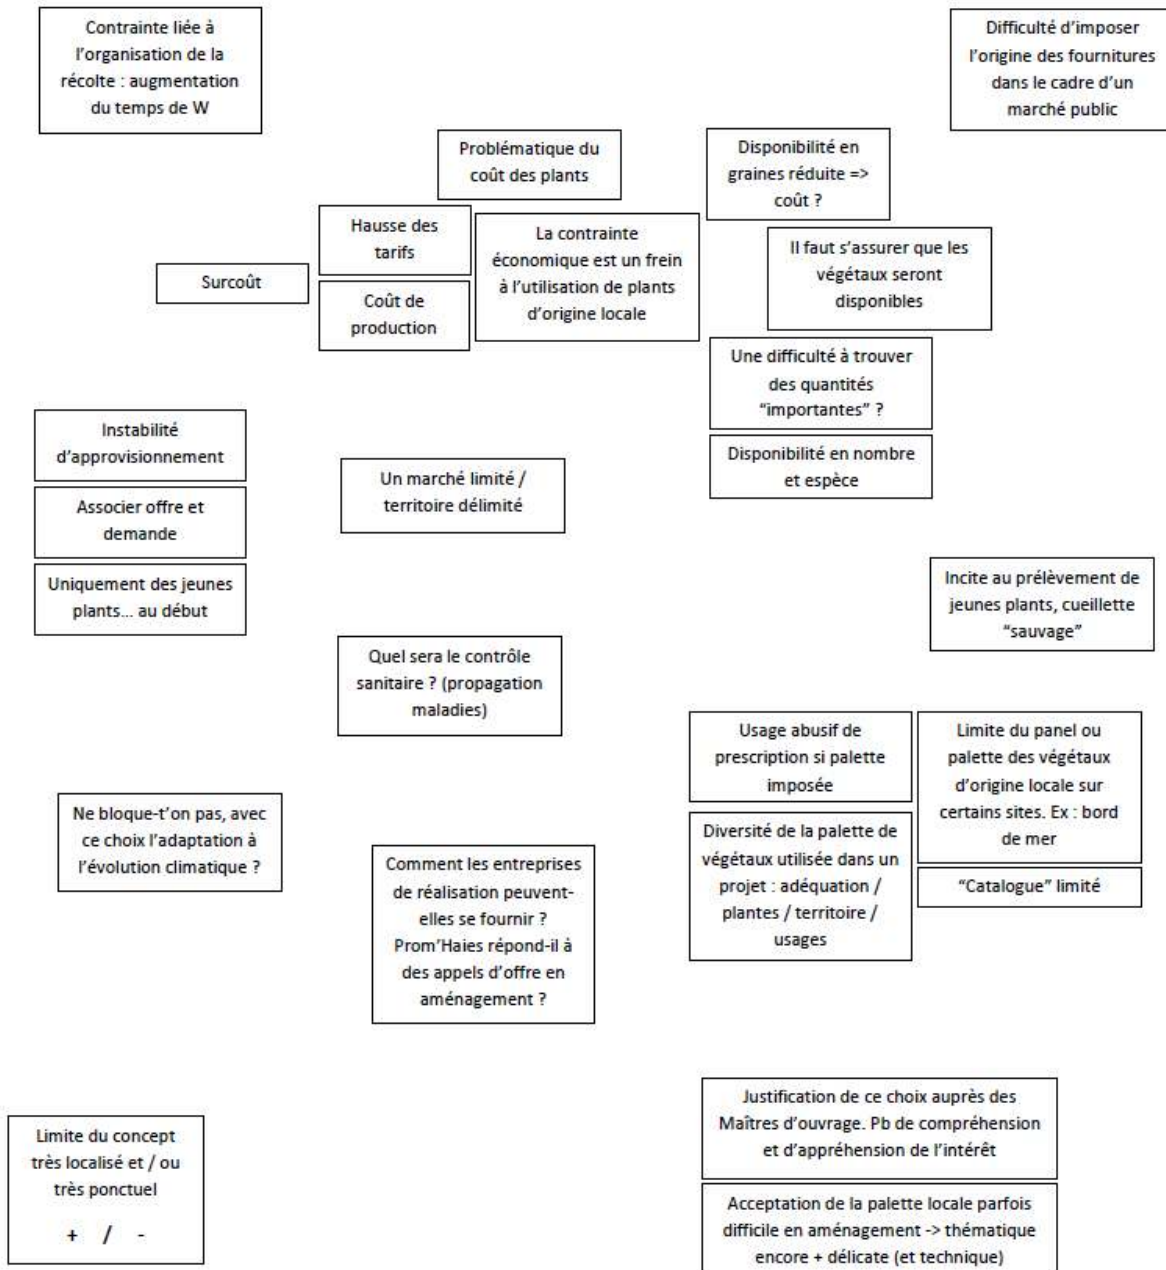 Contrainte liée à
l’organisation de la
récolte : augmentation
du temps de W
Difficulté d’imposer
l’origine des fournitures
dans le cadre d’un
marché public
Problématique du
coût des plants
Disponibilité en
graines réduite =>
coût ?
Hausse des
tarifs
La contrainte
économique est un frein
à l’utilisation de plants
d’origine locale
Il faut s’assurer que les
végétaux seront
disponibles
Surcoût
Coût de
production
Une difficulté à trouver
des quantités
“importantes” ?
Instabilité
d’approvisionnement
Disponibilité en nombre
et espèce
Un marché limité /
territoire délimité
Associer offre et
demande
Uniquement des jeunes
plants... au début
Incite au prélèvement de
jeunes plants, cueillette
“sauvage”
Quel sera le contrôle
sanitaire ? (propagation
maladies)
Usage abusif de
prescription si palette
imposée
Limite du panel ou
palette des végétaux
d’origine locale sur
certains sites. Ex : bord
de mer
Ne bloque-t’on pas, avec
ce choix l’adaptation à
l’évolution climatique ?
Diversité de la palette de
végétaux utilisée dans un
projet : adéquation /
plantes / territoire /
usages
Comment les entreprises
de réalisation peuvent-
elles se fournir ?
Prom’Haies répond-il à
des appels d’offre en
aménagement ?
“Catalogue” limité
Justification de ce choix auprès des
Maîtres d’ouvrage. Pb de compréhension
et d’appréhension de l’intérêt
Limite du concept
très localisé et / ou
très ponctuel
+ / -
Acceptation de la palette locale parfois
difficile en aménagement -> thématique
encore + délicate (et technique)